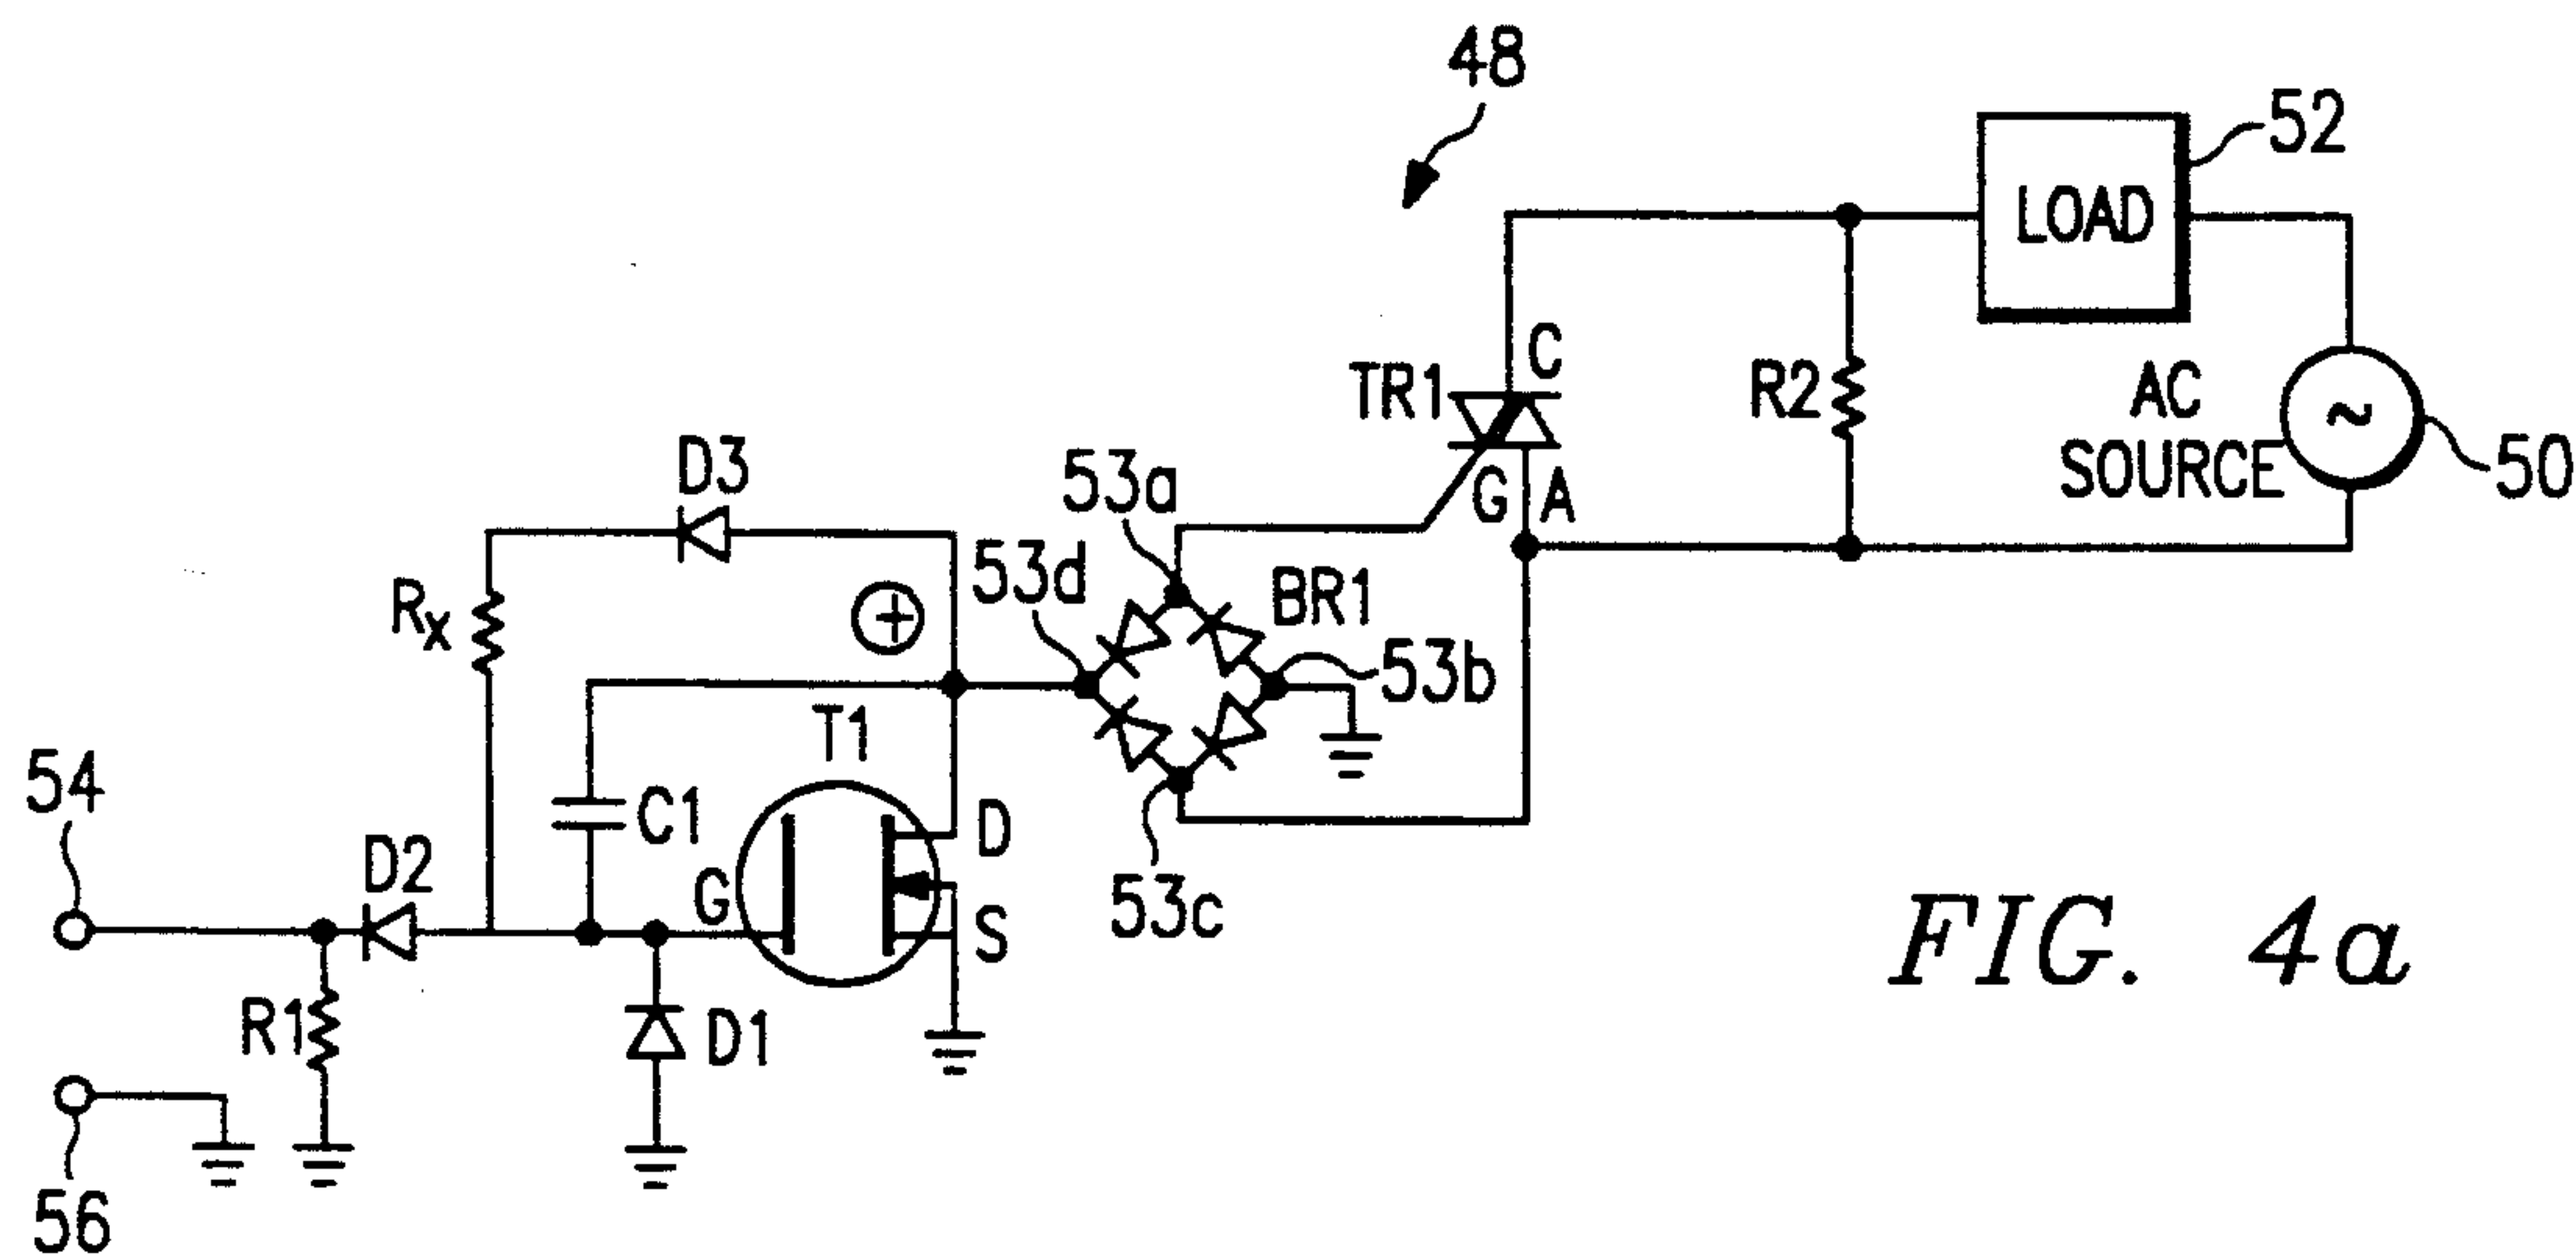 48
52
LOAD
C
TR1
R2
AC
SOURCE
50
G
A
D3
53a
53d
BR1
Rx
+
53b
T1
54
C1
D
D2
G
S
53c
R1
D1
56
FIG. 4a